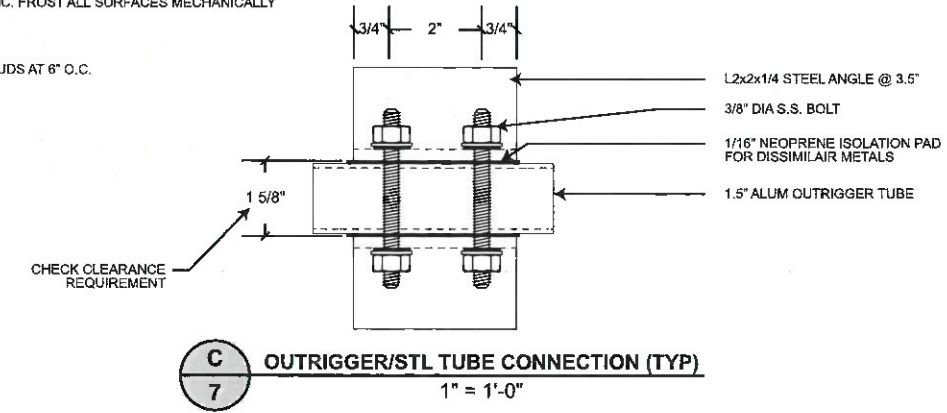 C. FROST ALL SURFACES MECHANICALLY
UDS AT 6" O.C.
3/4"
2"
3/4"
L2x2x1/4 STEEL ANGLE @ 3.5"
3/8" DIA S.S. BOLT
1/16" NEOPRENE ISOLATION PAD
FOR DISSIMILAIR METALS
1.5" ALUM OUTRIGGER TUBE
1 5/8"
CHECK CLEARANCE
REQUIREMENT
C
7
OUTRIGGER/STL TUBE CONNECTION (TYP)
1" = 1'-0"